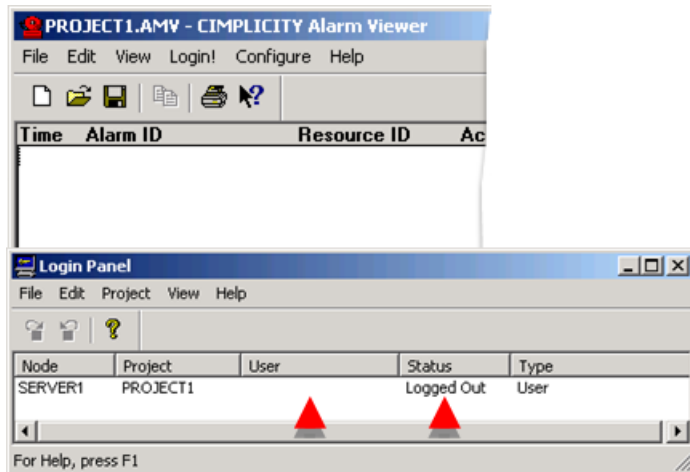 PROJECT1.AMV - CIMPLICITY Alarm Viewer
File Edit View Login! Configure Help
Time Alarm ID Resource ID Ac
Login Panel
File Edit Project View Help
Node Project User Status Type
SERVER1 PROJECT1 Logged Out User
For Help, press F1